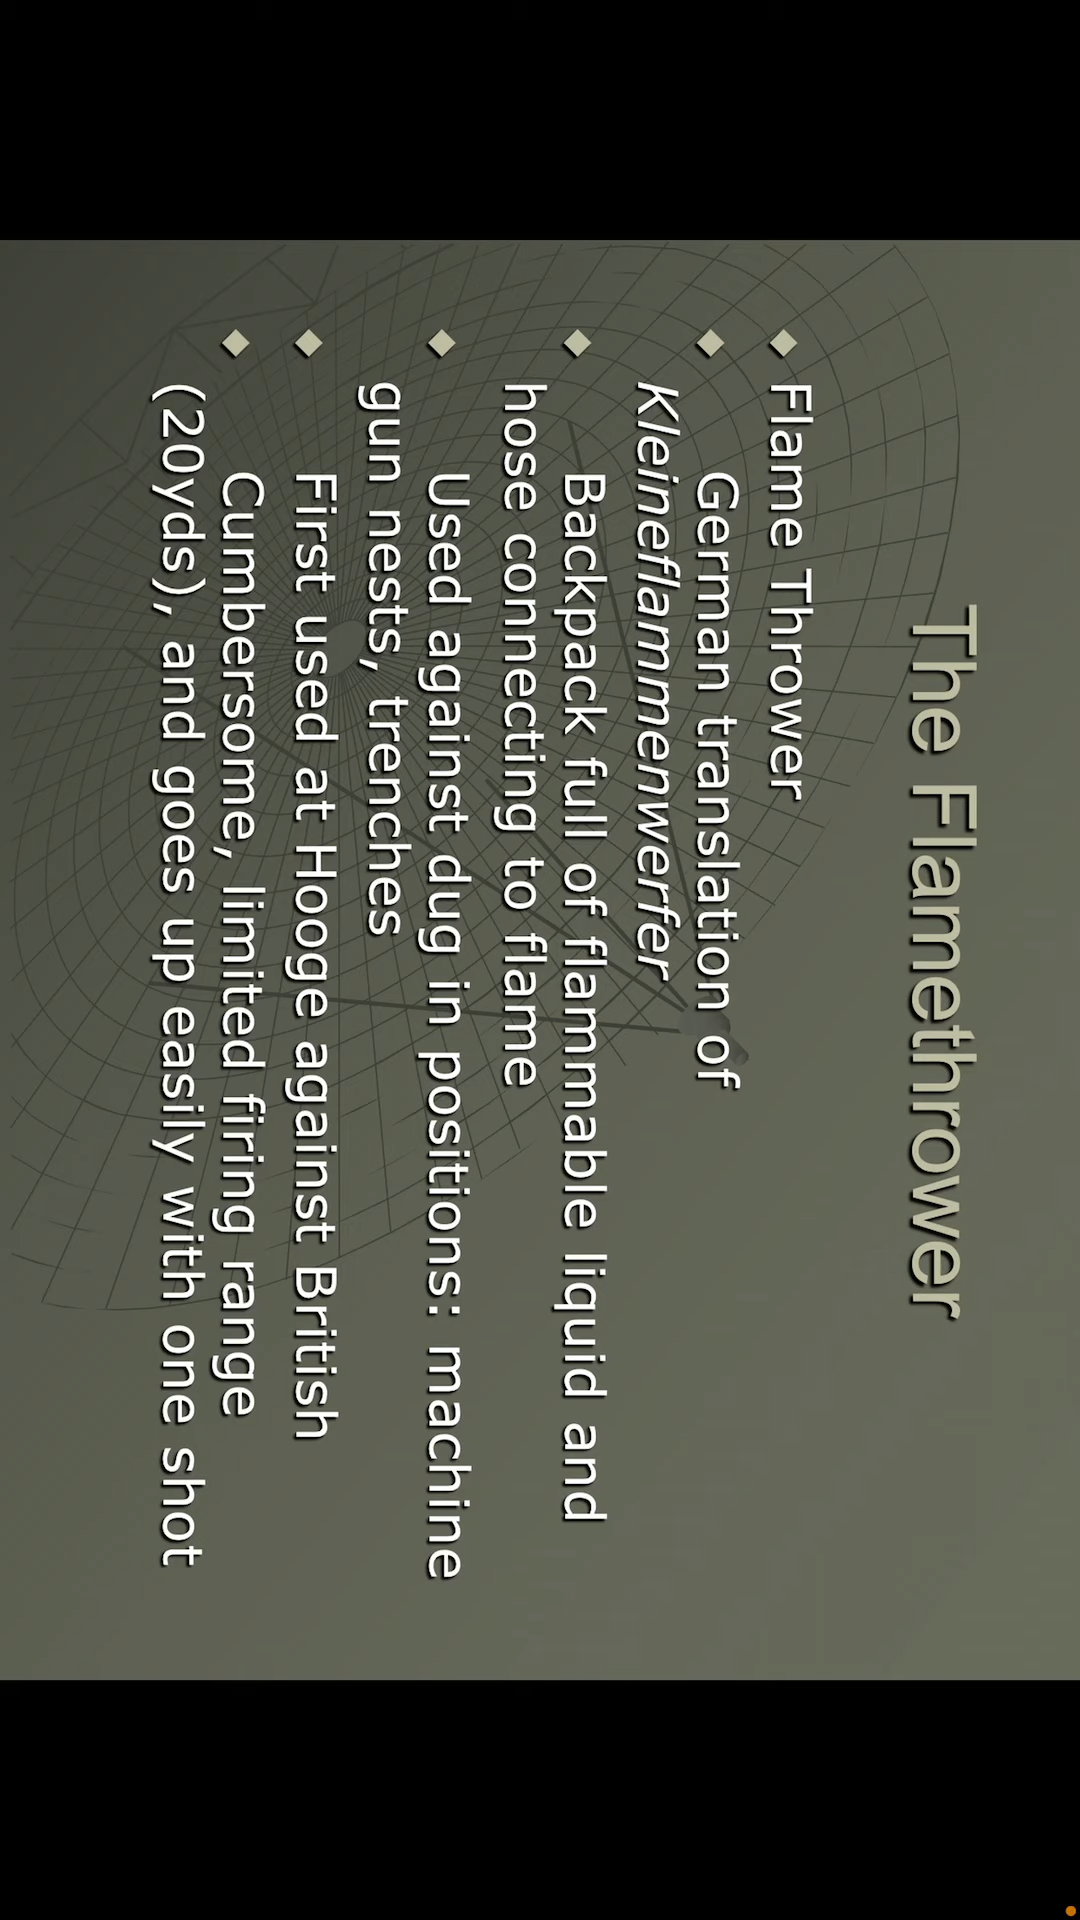 The Flamethrower
Flame Thrower
German translation of
Kleineflammenwerfer
Backpack full of flammable liquid and
hose connecting to flame
Used against dug in positions: machine
gun nests, trenches
First used at Hooge against British
Cumbersome, limited firing range
(20yds), and goes up easily with one shot